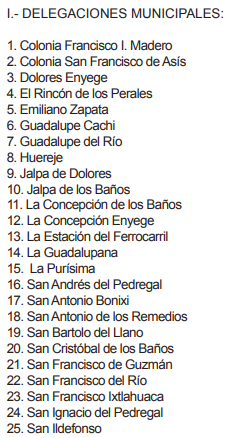 I.- DELEGACIONES MUNICIPALES:
1. Colonia Francisco I. Madero
2. Colonia San Francisco de Asís
3. Dolores Enyege
4. El Rincón de los Perales
5. Emiliano Zapata
6. Guadalupe Cachi
7. Guadalupe del Río
8. Huereje
9. Jalpa de Dolores
10. Jalpa de los Baños
11. La Concepción de los Baños
12. La Concepción Enyege
13. La Estación del Ferrocarril
14. La Guadalupana
15. La Purísima
16. San Andrés del Pedregal
17. San Antonio Bonixi
18. San Antonio de los Remedios
19. San Bartolo del Llano
20. San Cristóbal de los Baños
21. San Francisco de Guzmán
22. San Francisco del Río
23. San Francisco Ixtlahuaca
24. San Ignacio del Pedregal
25. San Ildefonso